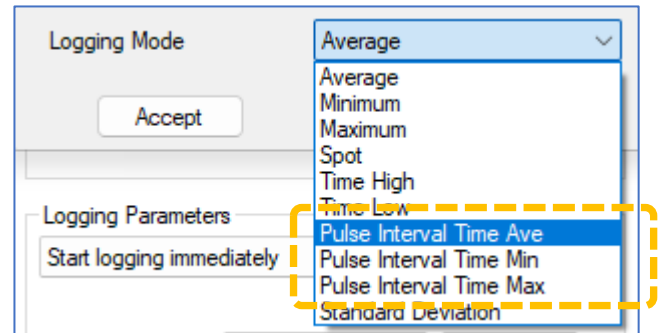 Logging Mode
Average
Average
Minimum
Maximum
Spot
Time High
Time Low
Pulse Interval Time Ave
Pulse Interval Time Min
Pulse Interval Time Max
Standard Deviation
Accept
Logging Parameters
Start logging immediately